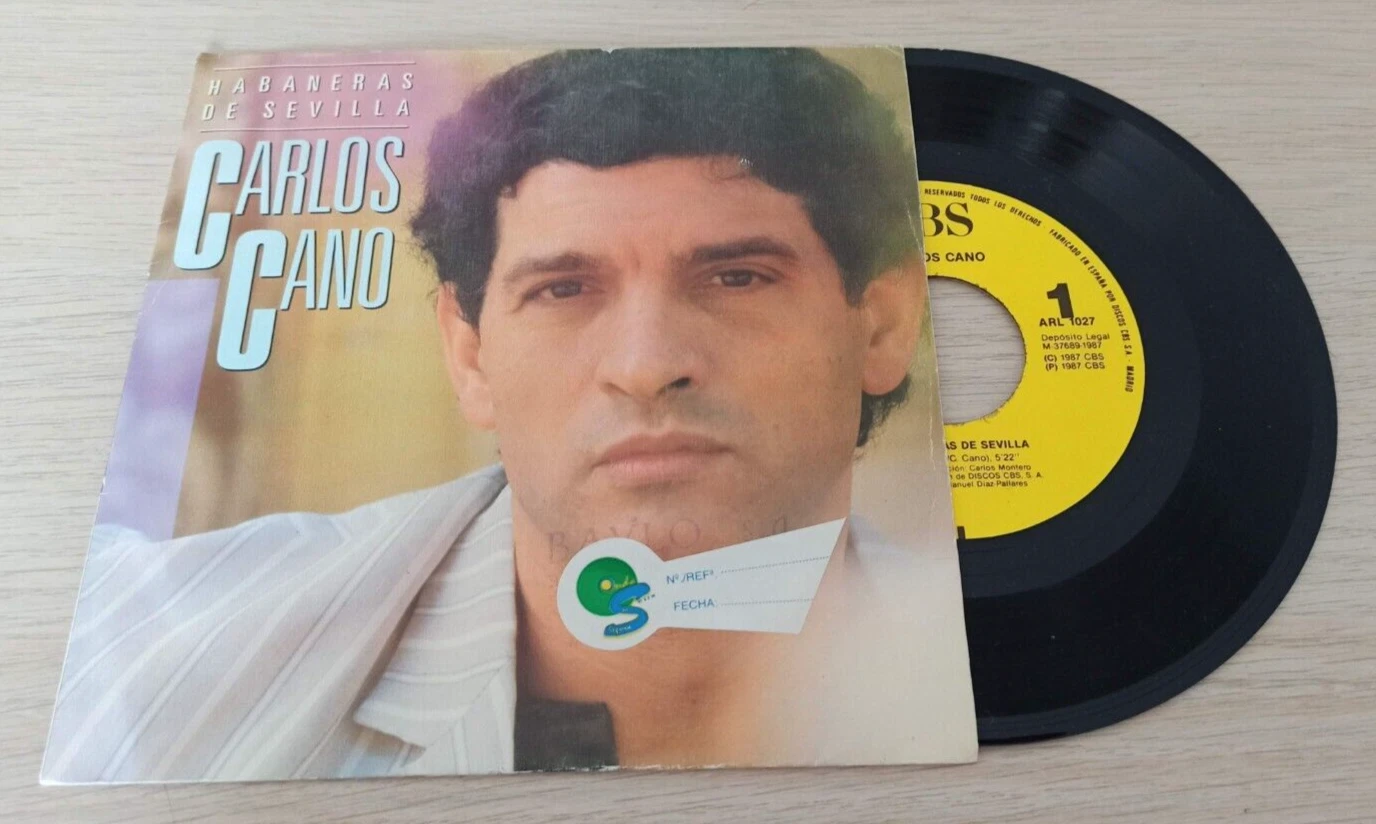 HABANERAS
DE SEVILLA
CARLOS
CANO
Nº/REFª.
FECHA:
RESERVADOS TODOS LOS DERECHOS · FABRICADO EN ESPAÑA POR DISCOS CBS S.A. - MADRID
BS
OS CANO
1
ARL 1027
Depósito Legal
M-37689-1987
(C) 1987 CBS
(P) 1987 CBS
AS DE SEVILLA
(C. Cano), 5'22''
ción: Carlos Montero
n de DISCOS CBS, S. A.
anuel Díaz-Pallarés